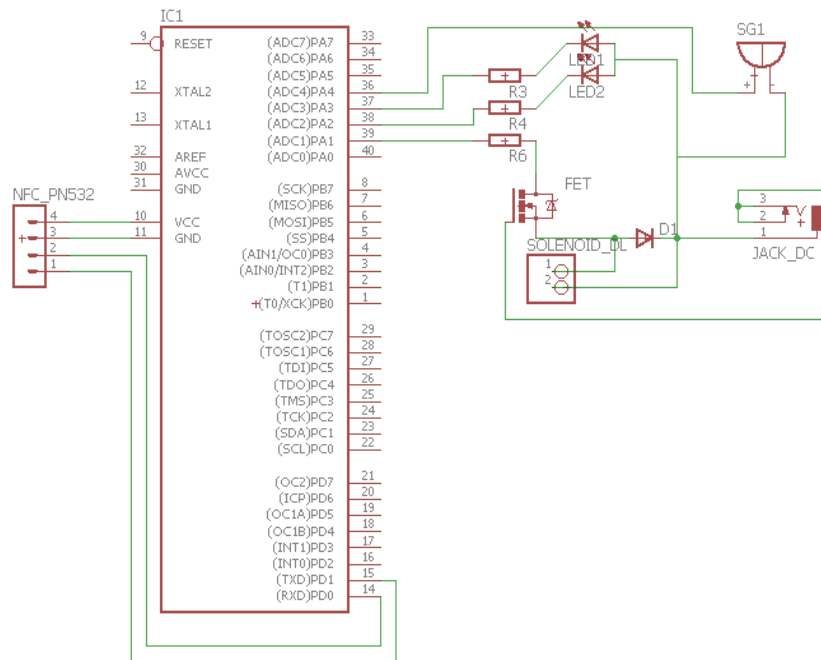 IC1
SG1
9 RESET (ADC7)PA7 33
(ADC6)PA6 34
(ADC5)PA5 35
12 XTAL2 (ADC4)PA4 36
(ADC3)PA3 37
13 XTAL1 (ADC2)PA2 38
(ADC1)PA1 39
32 AREF (ADC0)PA0 40
30 AVCC
31 GND (SCK)PB7 8
(MISO)PB6 7
10 VCC (MOSI)PB5 6
11 GND (SS)PB4 5
(AIN1/OC0)PB3 4
(AIN0/INT2)PB2 3
(T1)PB1 2
+(T0/XCK)PB0 1
(TOSC2)PC7 29
(TOSC1)PC6 28
(TDI)PC5 27
(TDO)PC4 26
(TMS)PC3 25
(TCK)PC2 24
(SDA)PC1 23
(SCL)PC0 22
(OC2)PD7 21
(ICP)PD6 20
(OC1A)PD5 19
(OC1B)PD4 18
(INT1)PD3 17
(INT0)PD2 16
(TXD)PD1 15
(RXD)PD0 14
NFC_PN532
4
+ 3
2
1
LED1
LED2
R3
R4
R6
+ -
FET
D1
SOLENOID_DL
1
2
3
2
+
1
JACK_DC